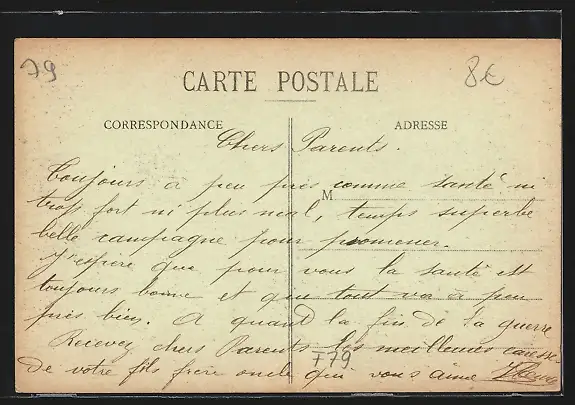 79
8€
CARTE POSTALE
CORRESPONDANCE
ADRESSE
Chers Parents.
M
Toujours a peu près comme santé ni
trop fort ni plus mal, temps superbe
belle campagne pour promener.
J'espère que pour vous la santé est
toujours bonne et que tout va à peu
près bien. A quand la fin de la guerre
Recevez chers Parents les meilleures caresses
de votre fils frère oncle qui vous aime
+79